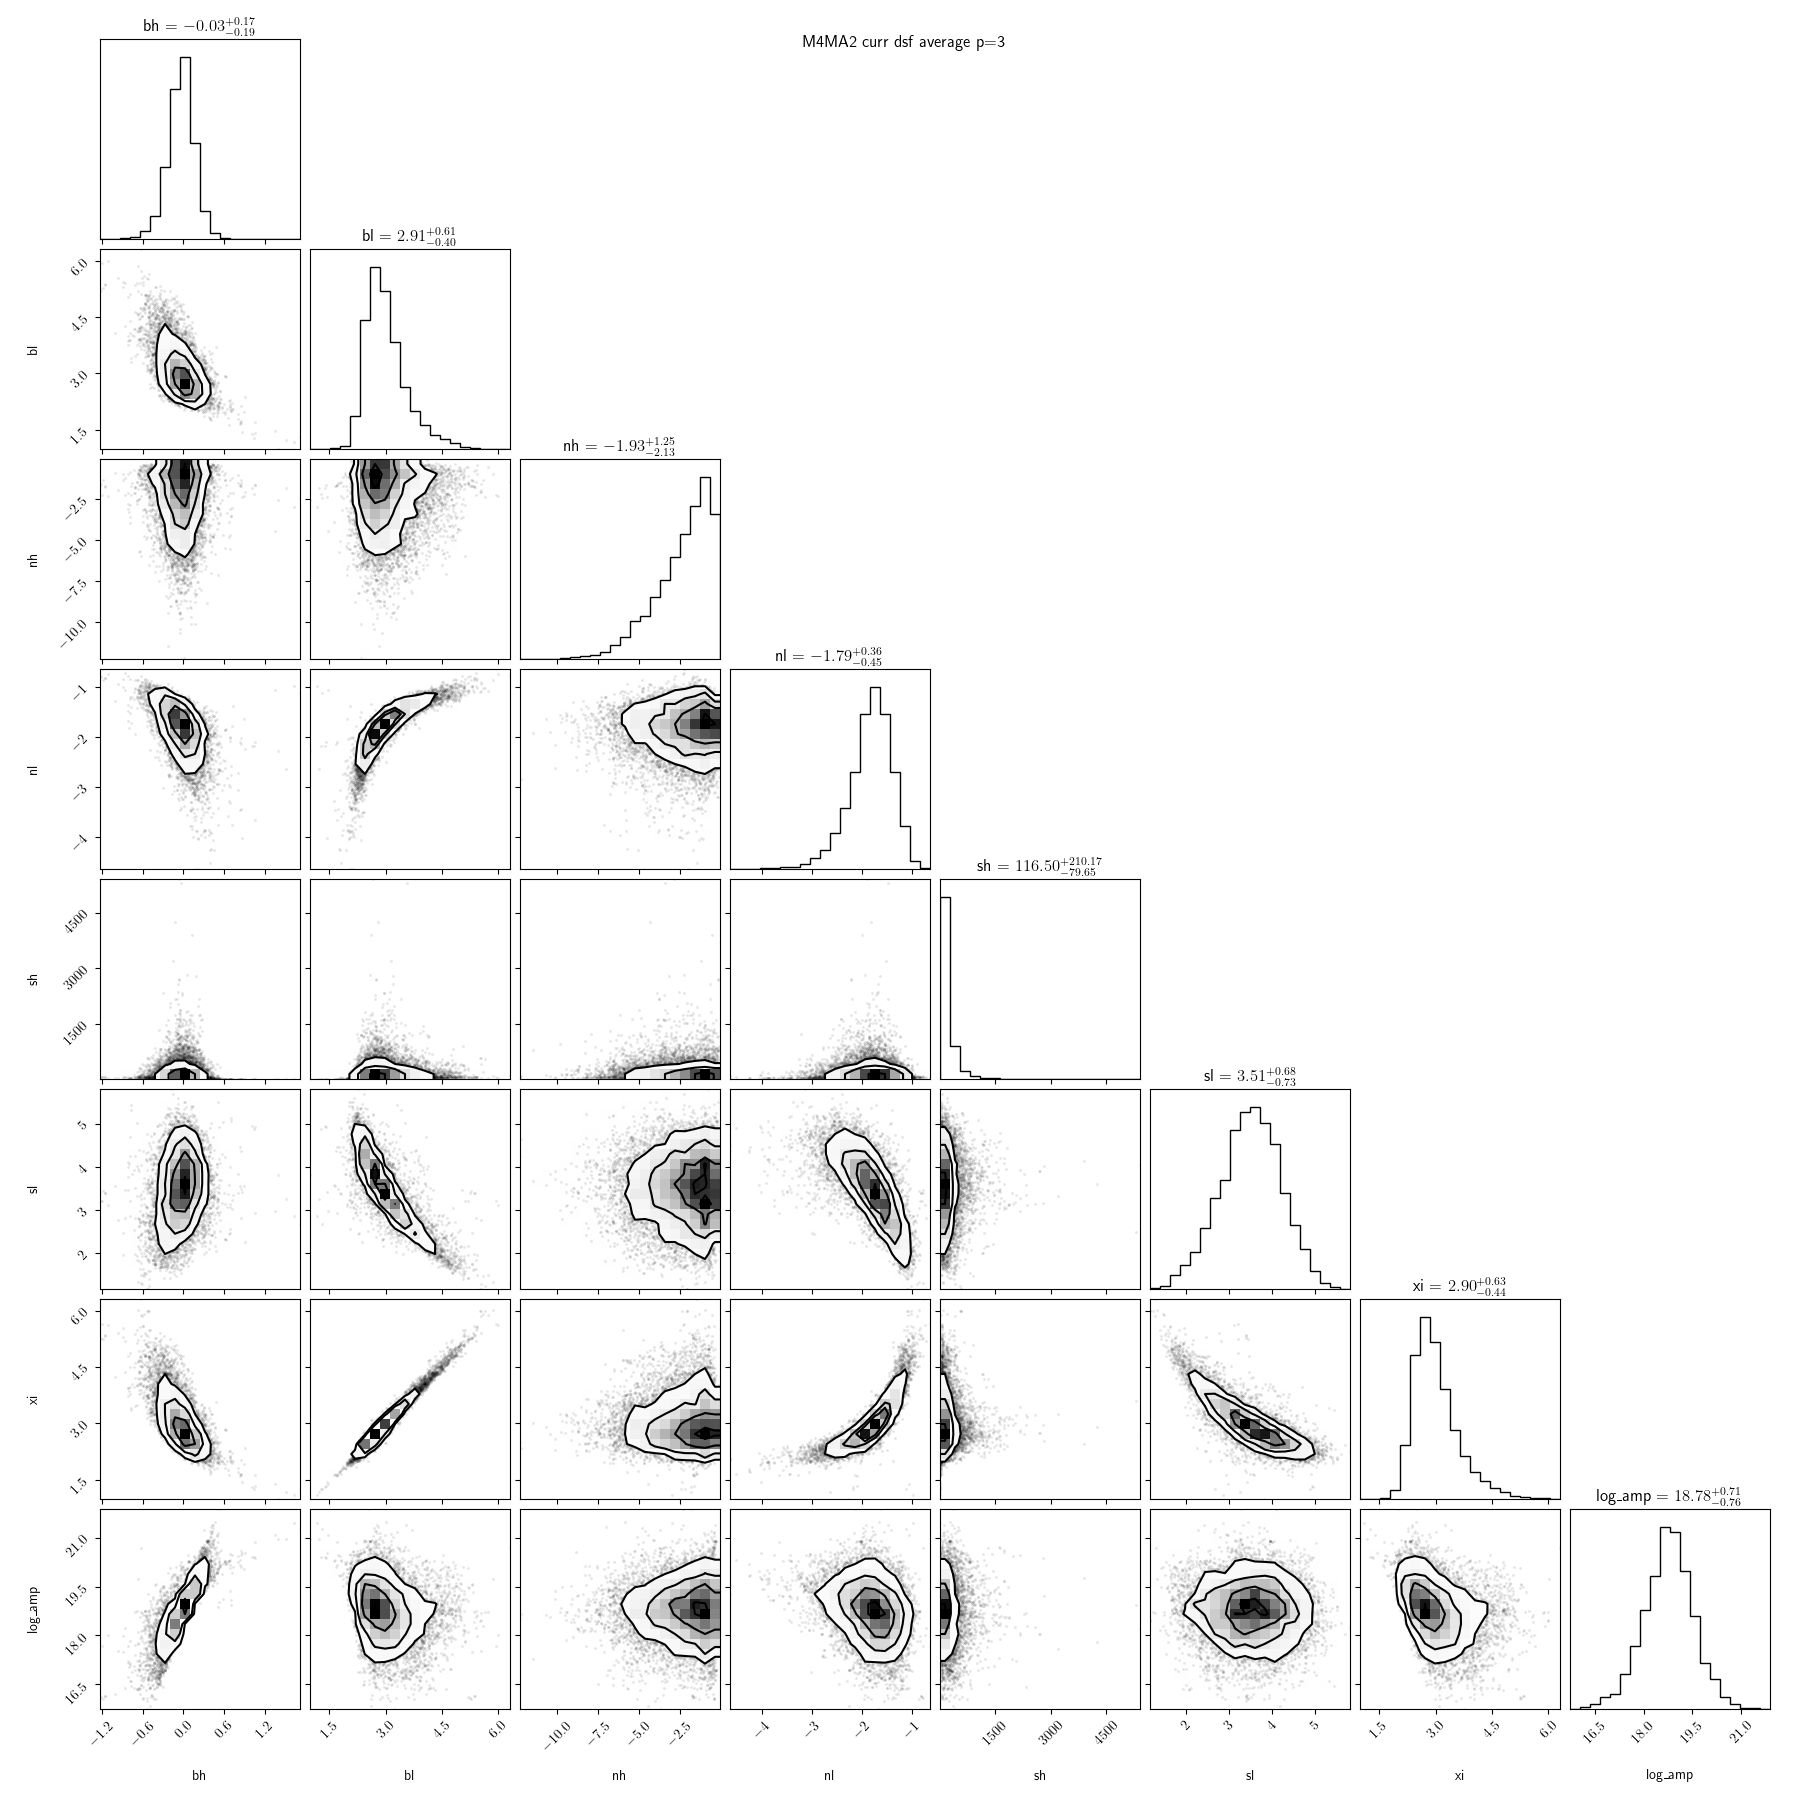 M4MA2 curr dsf average p=3
bh = −0.03^{+0.17}_{−0.19}
bl = 2.91^{+0.61}_{−0.40}
6.0
4.5
3.0
1.5
bl
nh = −1.93^{+1.25}_{−2.13}
−2.5
−5.0
−7.5
−10.0
nh
nl = −1.79^{+0.36}_{−0.45}
−1
−2
−3
−4
nl
sh = 116.50^{+210.17}_{−79.65}
4500
3000
1500
sh
sl = 3.51^{+0.68}_{−0.73}
5
4
3
2
sl
xi = 2.90^{+0.63}_{−0.44}
6.0
4.5
3.0
1.5
xi
log_amp = 18.78^{+0.71}_{−0.76}
21.0
19.5
18.0
16.5
log_amp
−1.2 −0.6 0.0 0.6 1.2
1.5 3.0 4.5 6.0
−10.0 −7.5 −5.0 −2.5
−4 −3 −2 −1
1500 3000 4500
2 3 4 5
1.5 3.0 4.5 6.0
16.5 18.0 19.5 21.0
bh bl nh nl sh sl xi log_amp